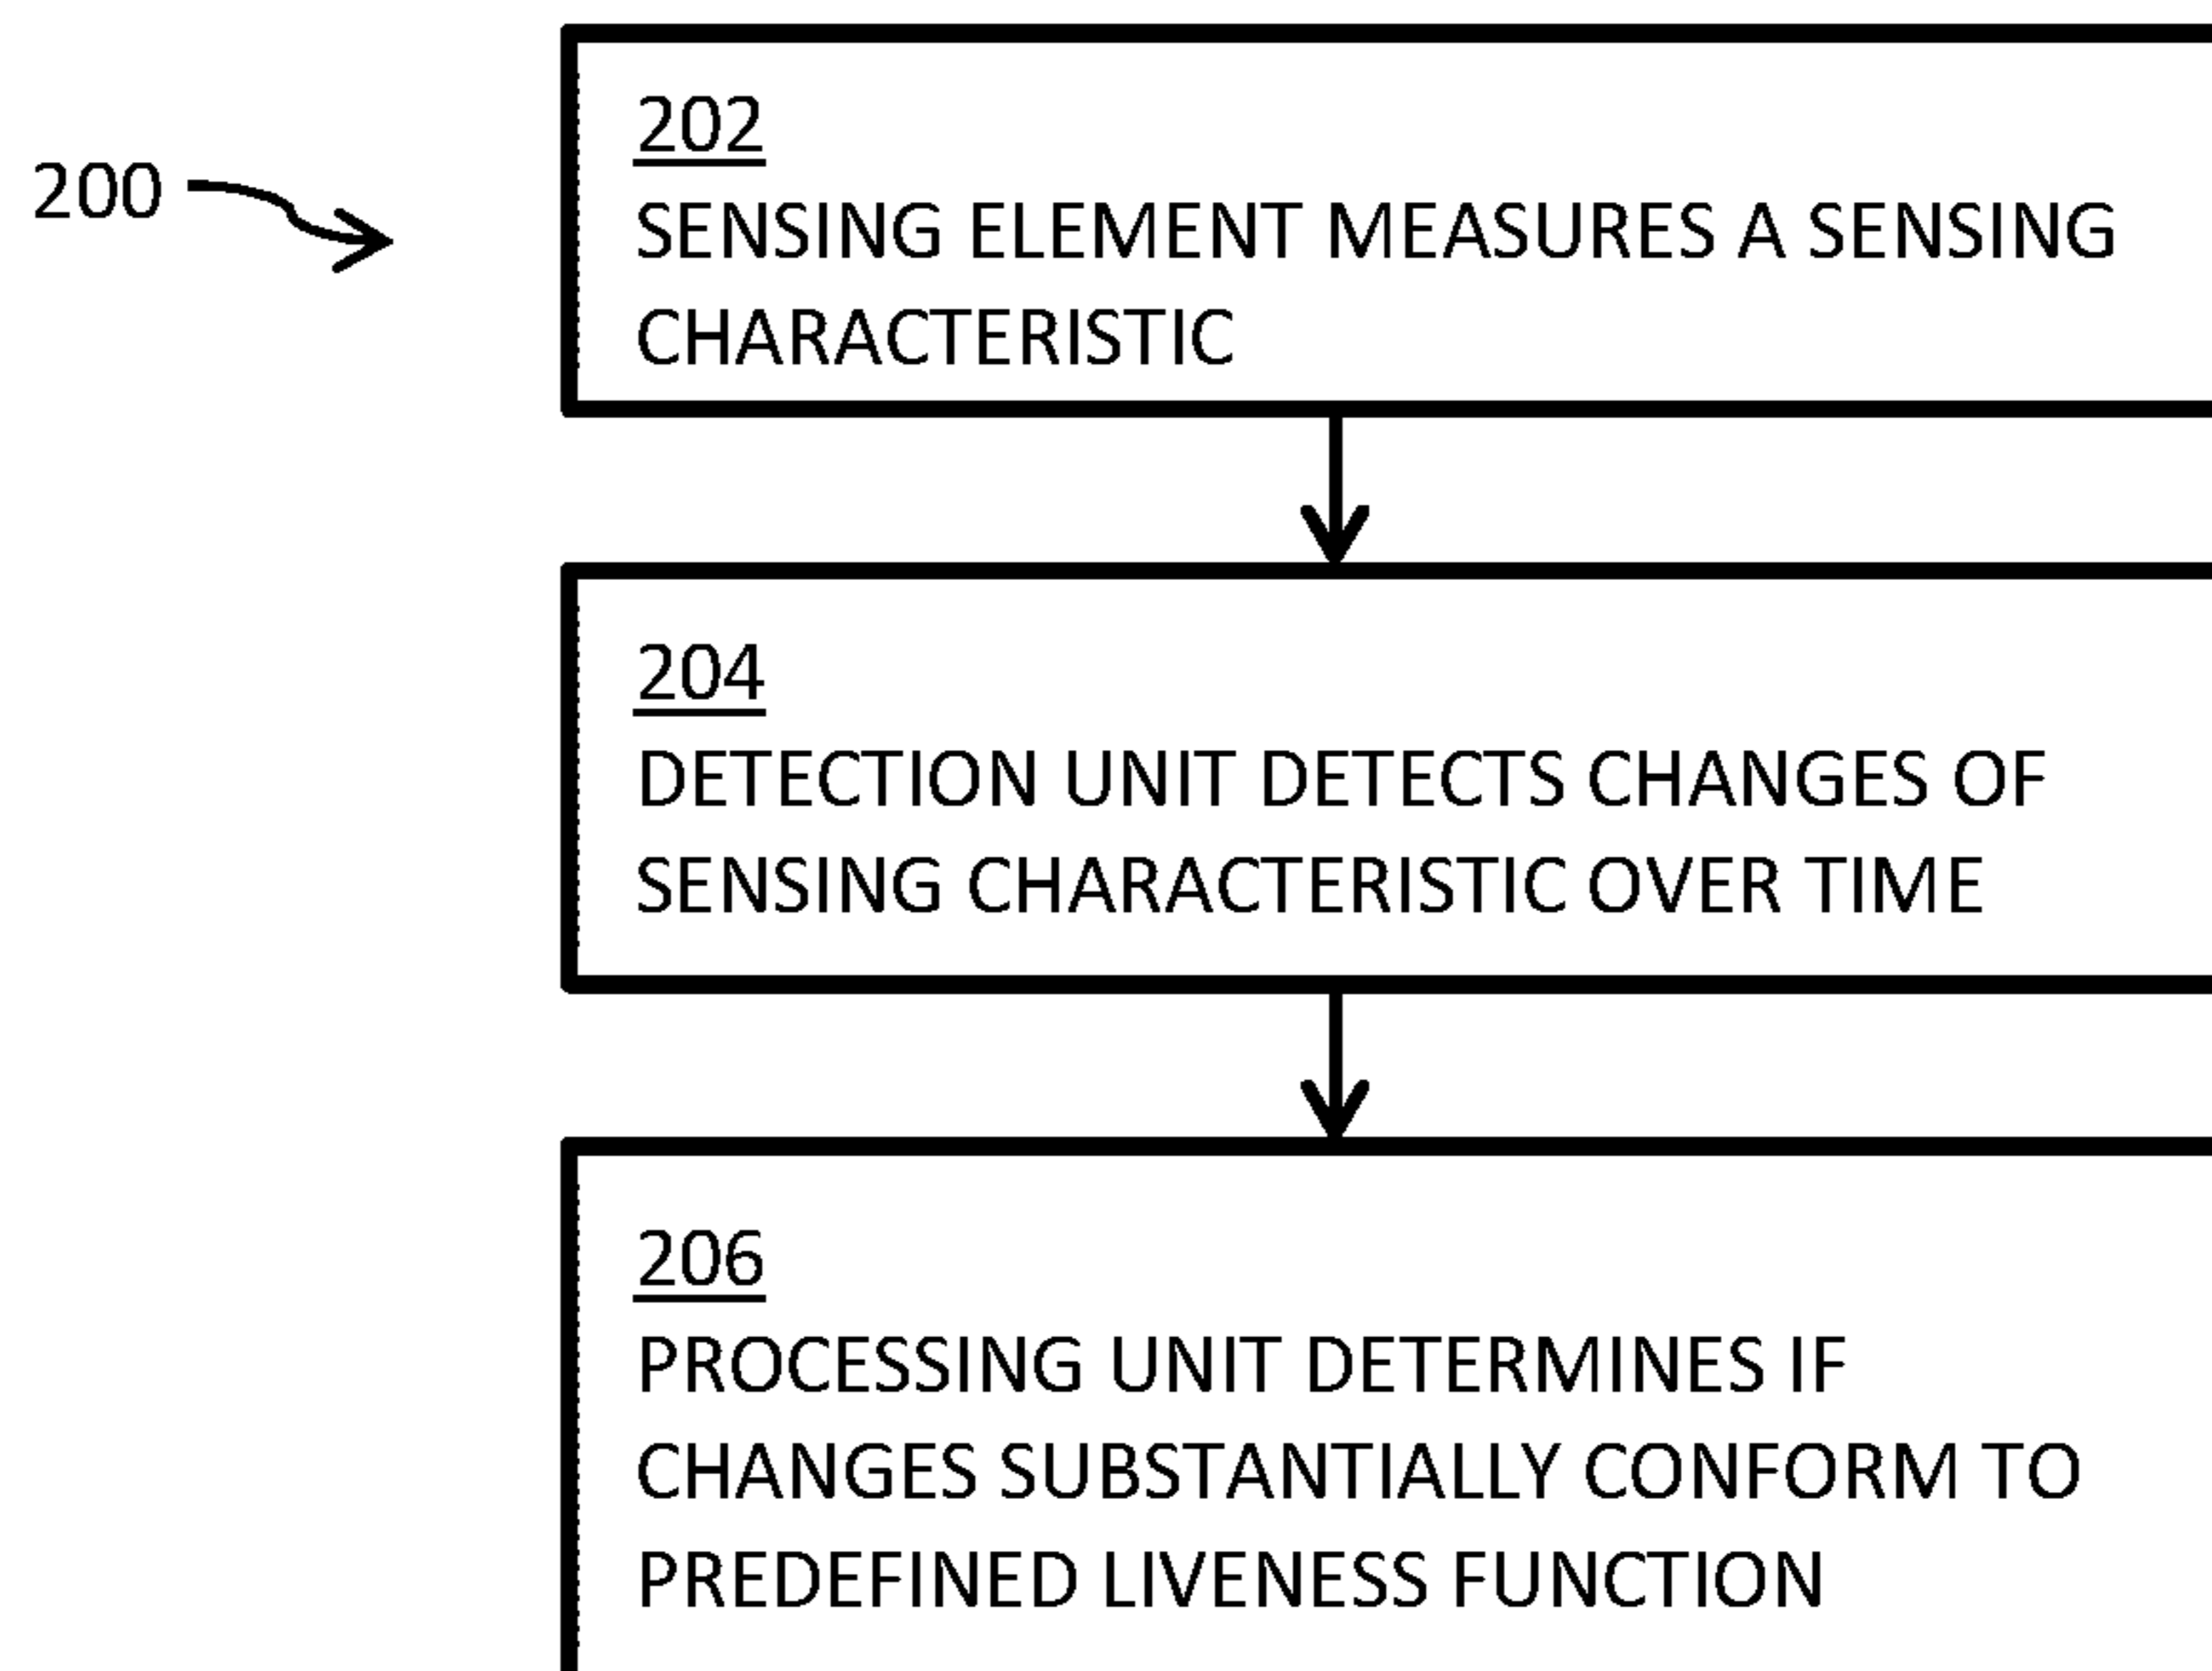 200
202
SENSING ELEMENT MEASURES A SENSING
CHARACTERISTIC
204
DETECTION UNIT DETECTS CHANGES OF
SENSING CHARACTERISTIC OVER TIME
206
PROCESSING UNIT DETERMINES IF
CHANGES SUBSTANTIALLY CONFORM TO
PREDEFINED LIVENESS FUNCTION